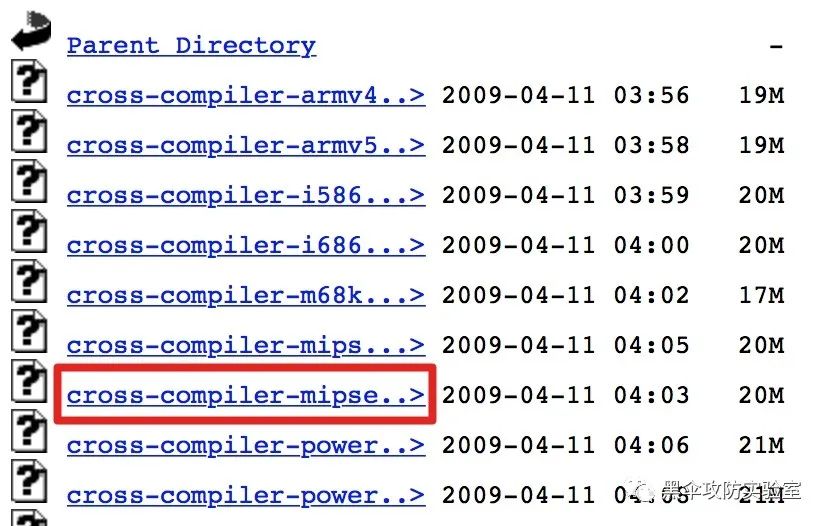 Parent Directory -
cross-compiler-armv4..> 2009-04-11 03:56 19M
cross-compiler-armv5..> 2009-04-11 03:58 19M
cross-compiler-i586...> 2009-04-11 03:59 20M
cross-compiler-i686...> 2009-04-11 04:00 20M
cross-compiler-m68k...> 2009-04-11 04:02 17M
cross-compiler-mips...> 2009-04-11 04:05 20M
cross-compiler-mipse..> 2009-04-11 04:03 20M
cross-compiler-power..> 2009-04-11 04:06 21M
cross-compiler-power..> 2009-04-11 04:08 21M
黑伞攻防实验室